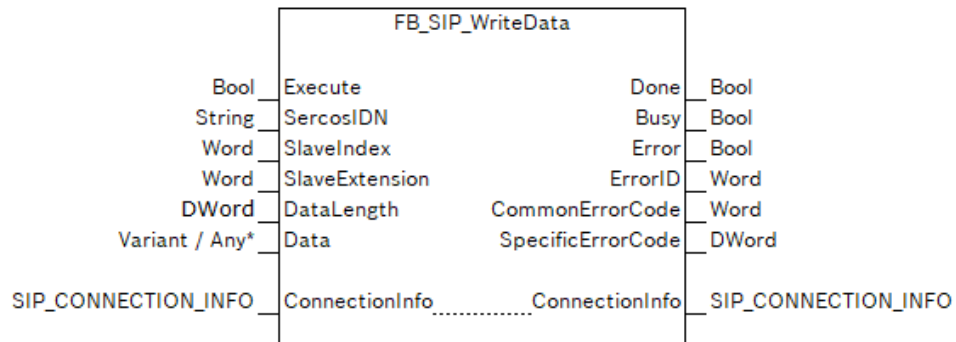 FB_SIP_WriteData
Bool Execute Done Bool
String SercosIDN Busy Bool
Word SlaveIndex Error Bool
Word SlaveExtension ErrorID Word
DWord DataLength CommonErrorCode Word
Variant / Any* Data SpecificErrorCode DWord
SIP_CONNECTION_INFO ConnectionInfo ConnectionInfo SIP_CONNECTION_INFO